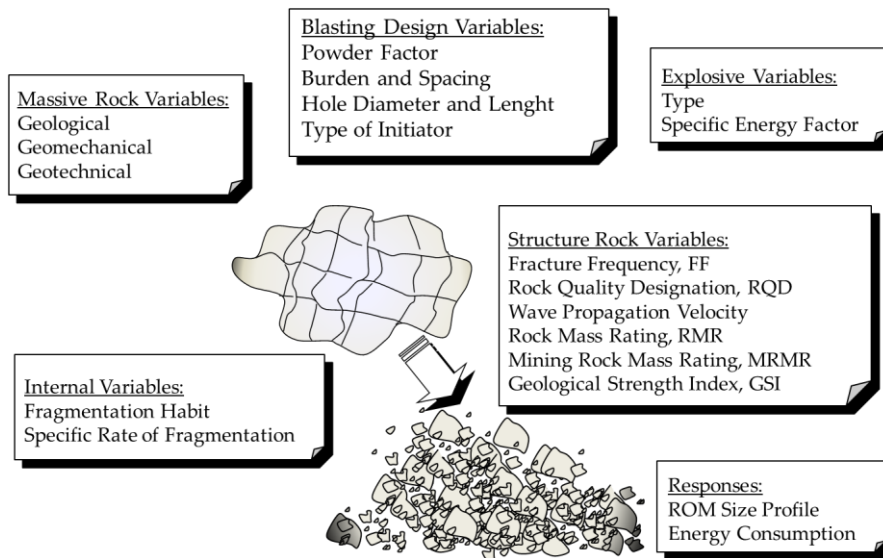 Blasting Design Variables:
Powder Factor
Burden and Spacing
Hole Diameter and Lenght
Type of Initiator
Massive Rock Variables:
Geological
Geomechanical
Geotechnical
Explosive Variables:
Type
Specific Energy Factor
Structure Rock Variables:
Fracture Frequency, FF
Rock Quality Designation, RQD
Wave Propagation Velocity
Rock Mass Rating, RMR
Mining Rock Mass Rating, MRMR
Geological Strength Index, GSI
Internal Variables:
Fragmentation Habit
Specific Rate of Fragmentation
Responses:
ROM Size Profile
Energy Consumption